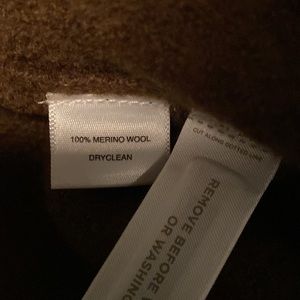 100% MERINO WOOL
DRYCLEAN
CUT ALONG DOTTED LINE
REMOVE BEFORE
OR WASHING